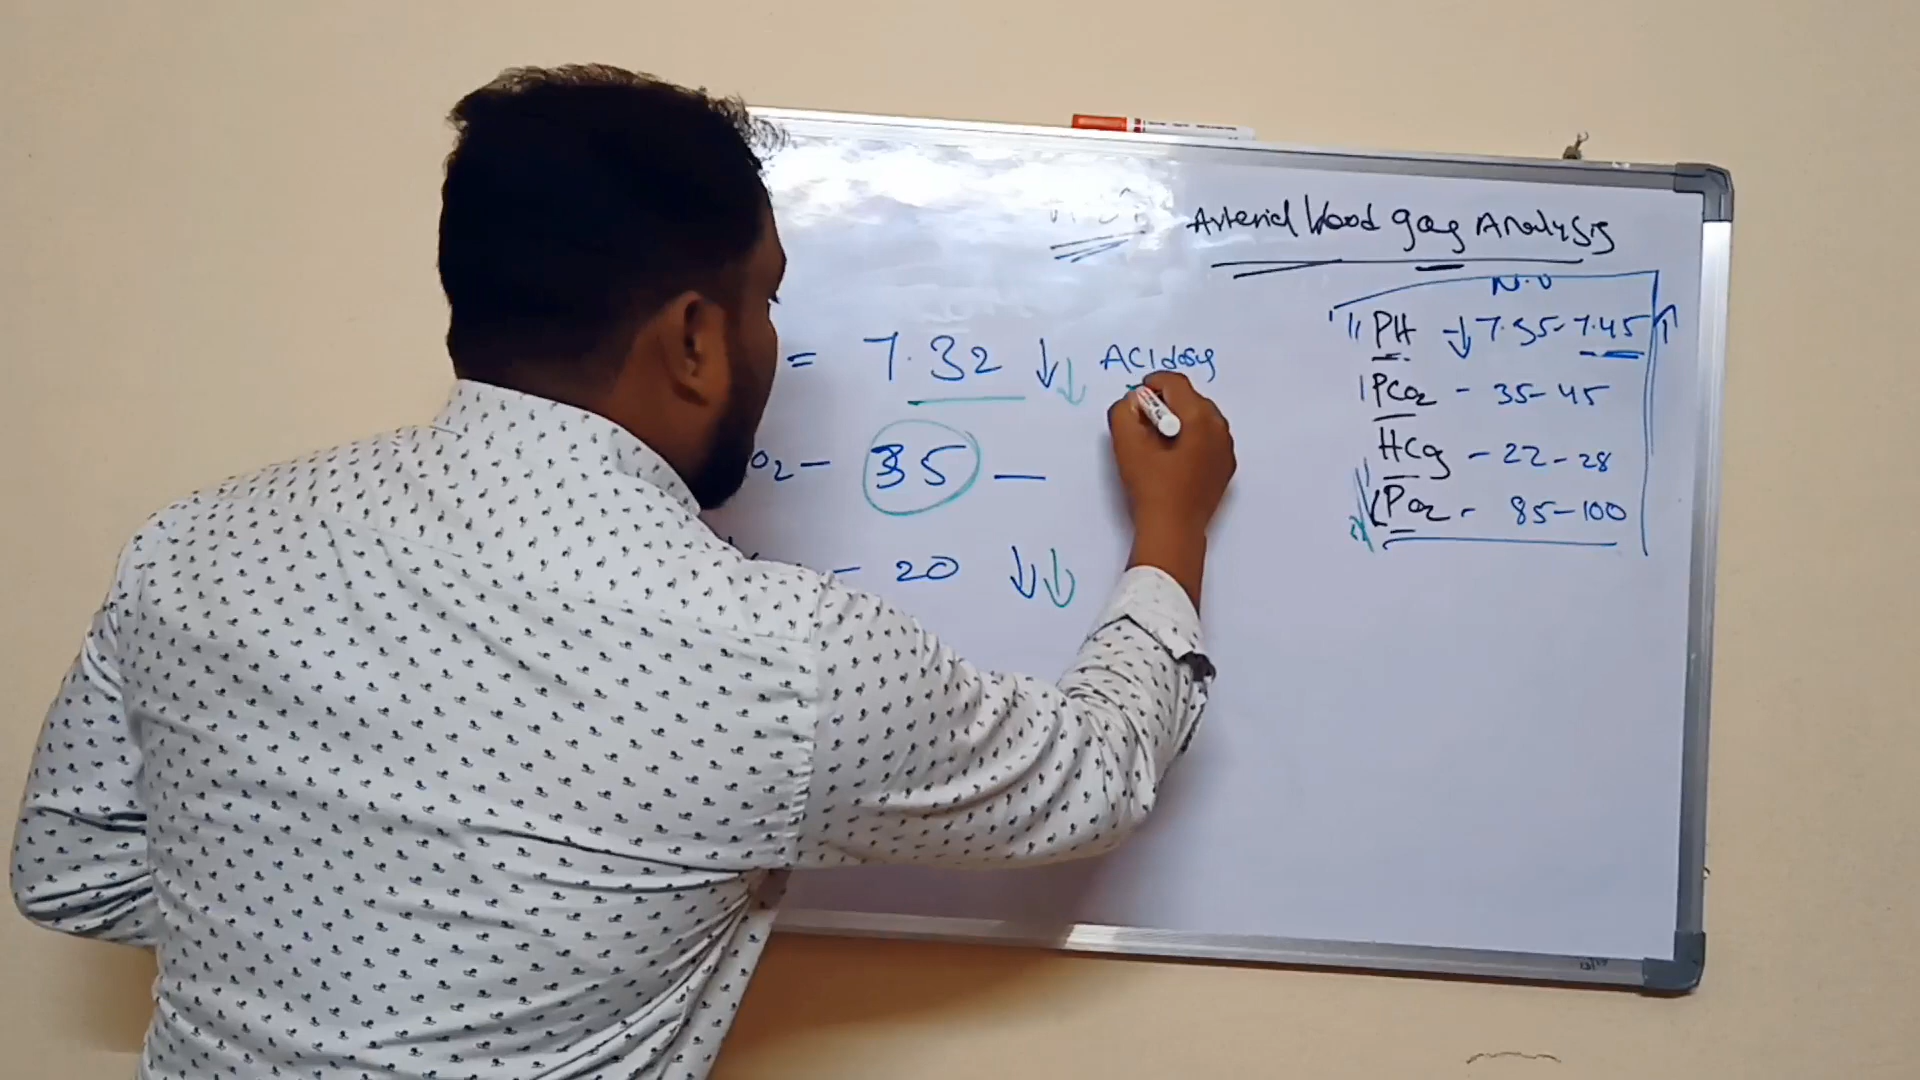 Arterial blood gas Analysis
N.V
PH ↓ 7.35-7.45
PCO2 - 35-45
HCO3 - 22-28
PO2 - 85-100
= 7.32 ↓↓ Acidosis
O2 - 35 —
- 20 ↓↓